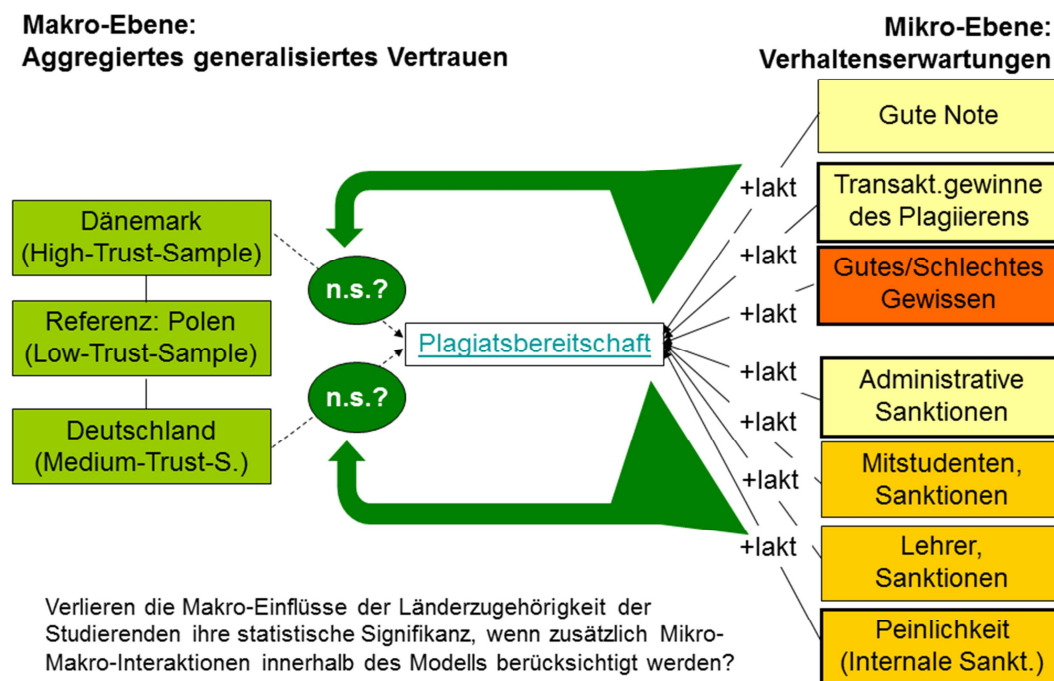 Makro-Ebene:
Aggregiertes generalisiertes Vertrauen
Mikro-Ebene:
Verhaltenserwartungen
Dänemark
(High-Trust-Sample)
Referenz: Polen
(Low-Trust-Sample)
Deutschland
(Medium-Trust-S.)
n.s.?
n.s.?
Plagiatsbereitschaft
+Iakt
+Iakt
+Iakt
+Iakt
+Iakt
+Iakt
+Iakt
Gute Note
Transakt.gewinne
des Plagiierens
Gutes/Schlechtes
Gewissen
Administrative
Sanktionen
Mitstudenten,
Sanktionen
Lehrer,
Sanktionen
Peinlichkeit
(Internale Sankt.)
Verlieren die Makro-Einflüsse der Länderzugehörigkeit der
Studierenden ihre statistische Signifikanz, wenn zusätzlich Mikro-
Makro-Interaktionen innerhalb des Modells berücksichtigt werden?